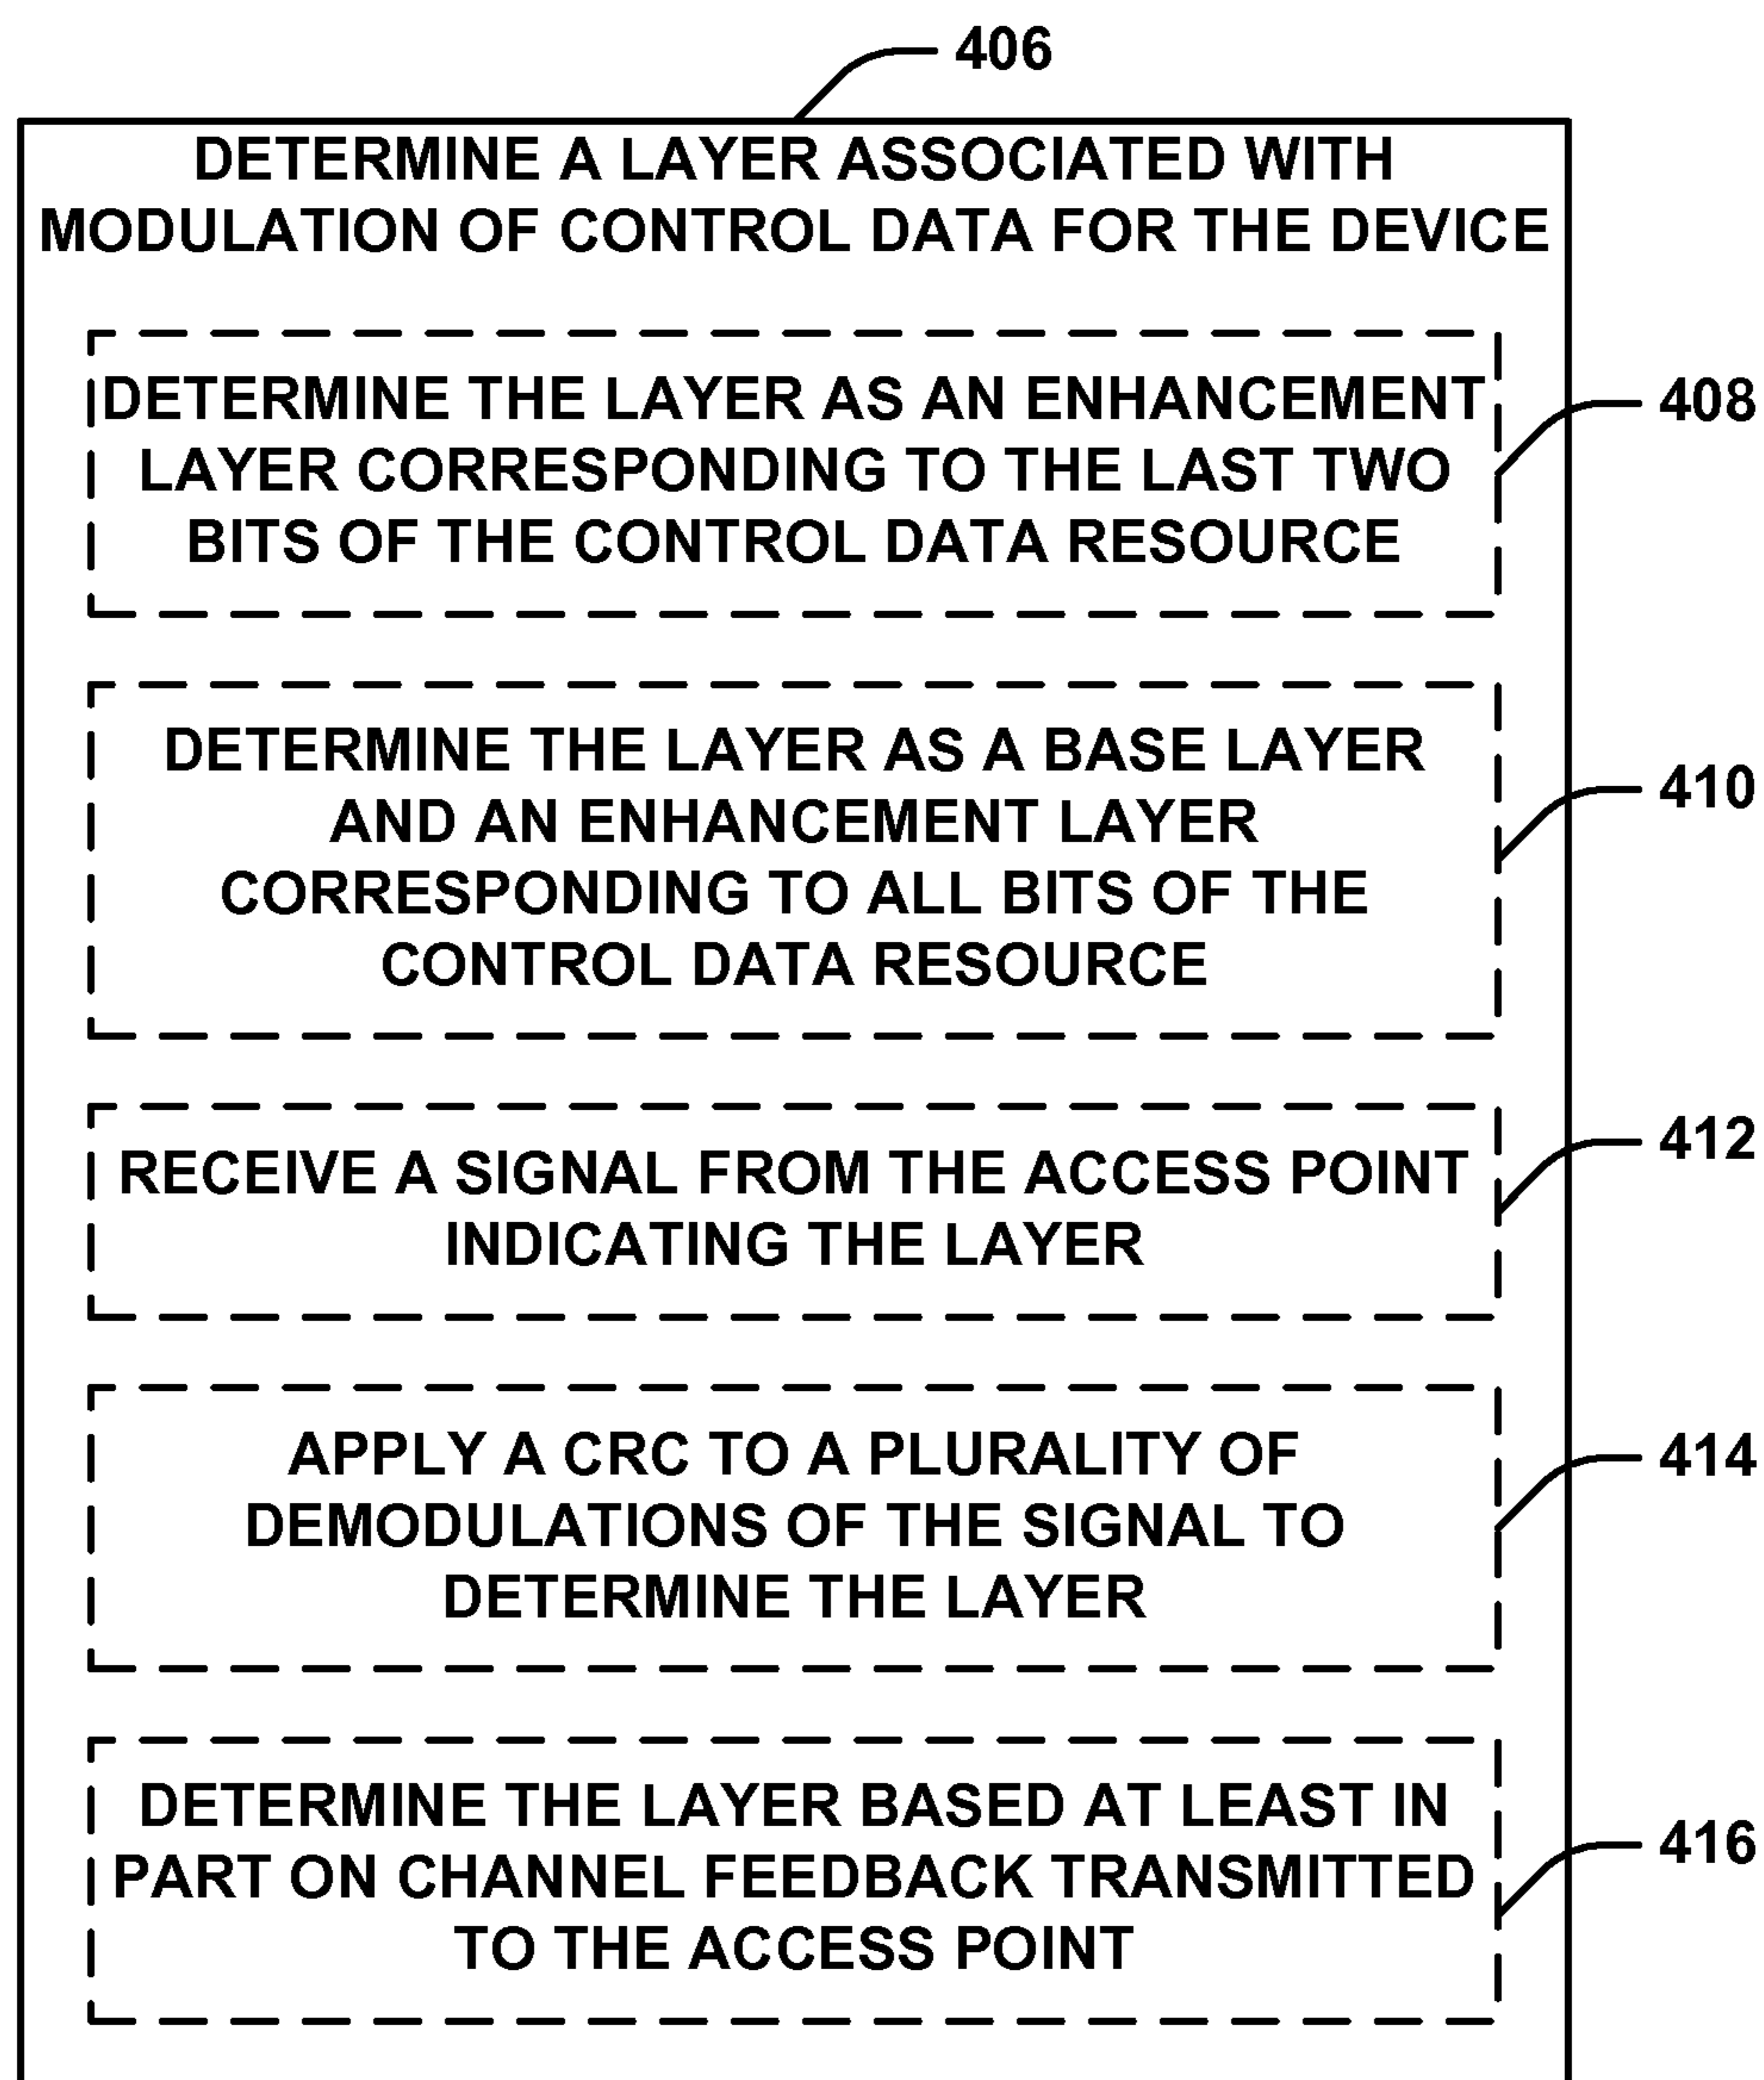 406
DETERMINE A LAYER ASSOCIATED WITH
MODULATION OF CONTROL DATA FOR THE DEVICE
DETERMINE THE LAYER AS AN ENHANCEMENT
LAYER CORRESPONDING TO THE LAST TWO
BITS OF THE CONTROL DATA RESOURCE
408
DETERMINE THE LAYER AS A BASE LAYER
AND AN ENHANCEMENT LAYER
CORRESPONDING TO ALL BITS OF THE
CONTROL DATA RESOURCE
410
RECEIVE A SIGNAL FROM THE ACCESS POINT
INDICATING THE LAYER
412
APPLY A CRC TO A PLURALITY OF
DEMODULATIONS OF THE SIGNAL TO
DETERMINE THE LAYER
414
DETERMINE THE LAYER BASED AT LEAST IN
PART ON CHANNEL FEEDBACK TRANSMITTED
TO THE ACCESS POINT
416